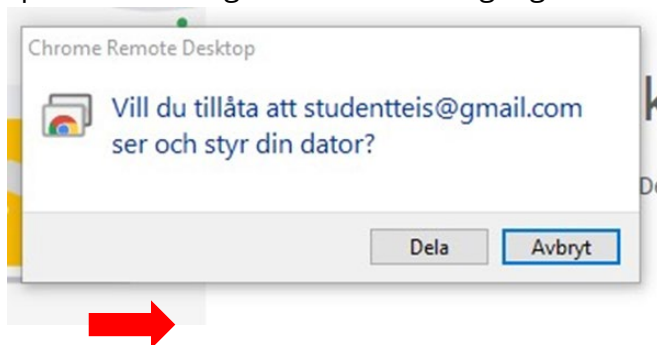 Chrome Remote Desktop
Vill du tillåta att studentteis@gmail.com
ser och styr din dator?
Dela
Avbryt